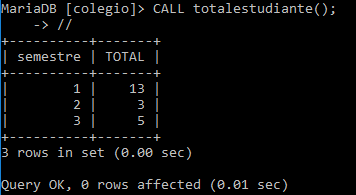 MariaDB [colegio]> CALL totalestudiante();
    -> //
+----------+-------+
| semestre | TOTAL |
+----------+-------+
|        1 |    13 |
|        2 |     3 |
|        3 |     5 |
+----------+-------+
3 rows in set (0.00 sec)

Query OK, 0 rows affected (0.01 sec)